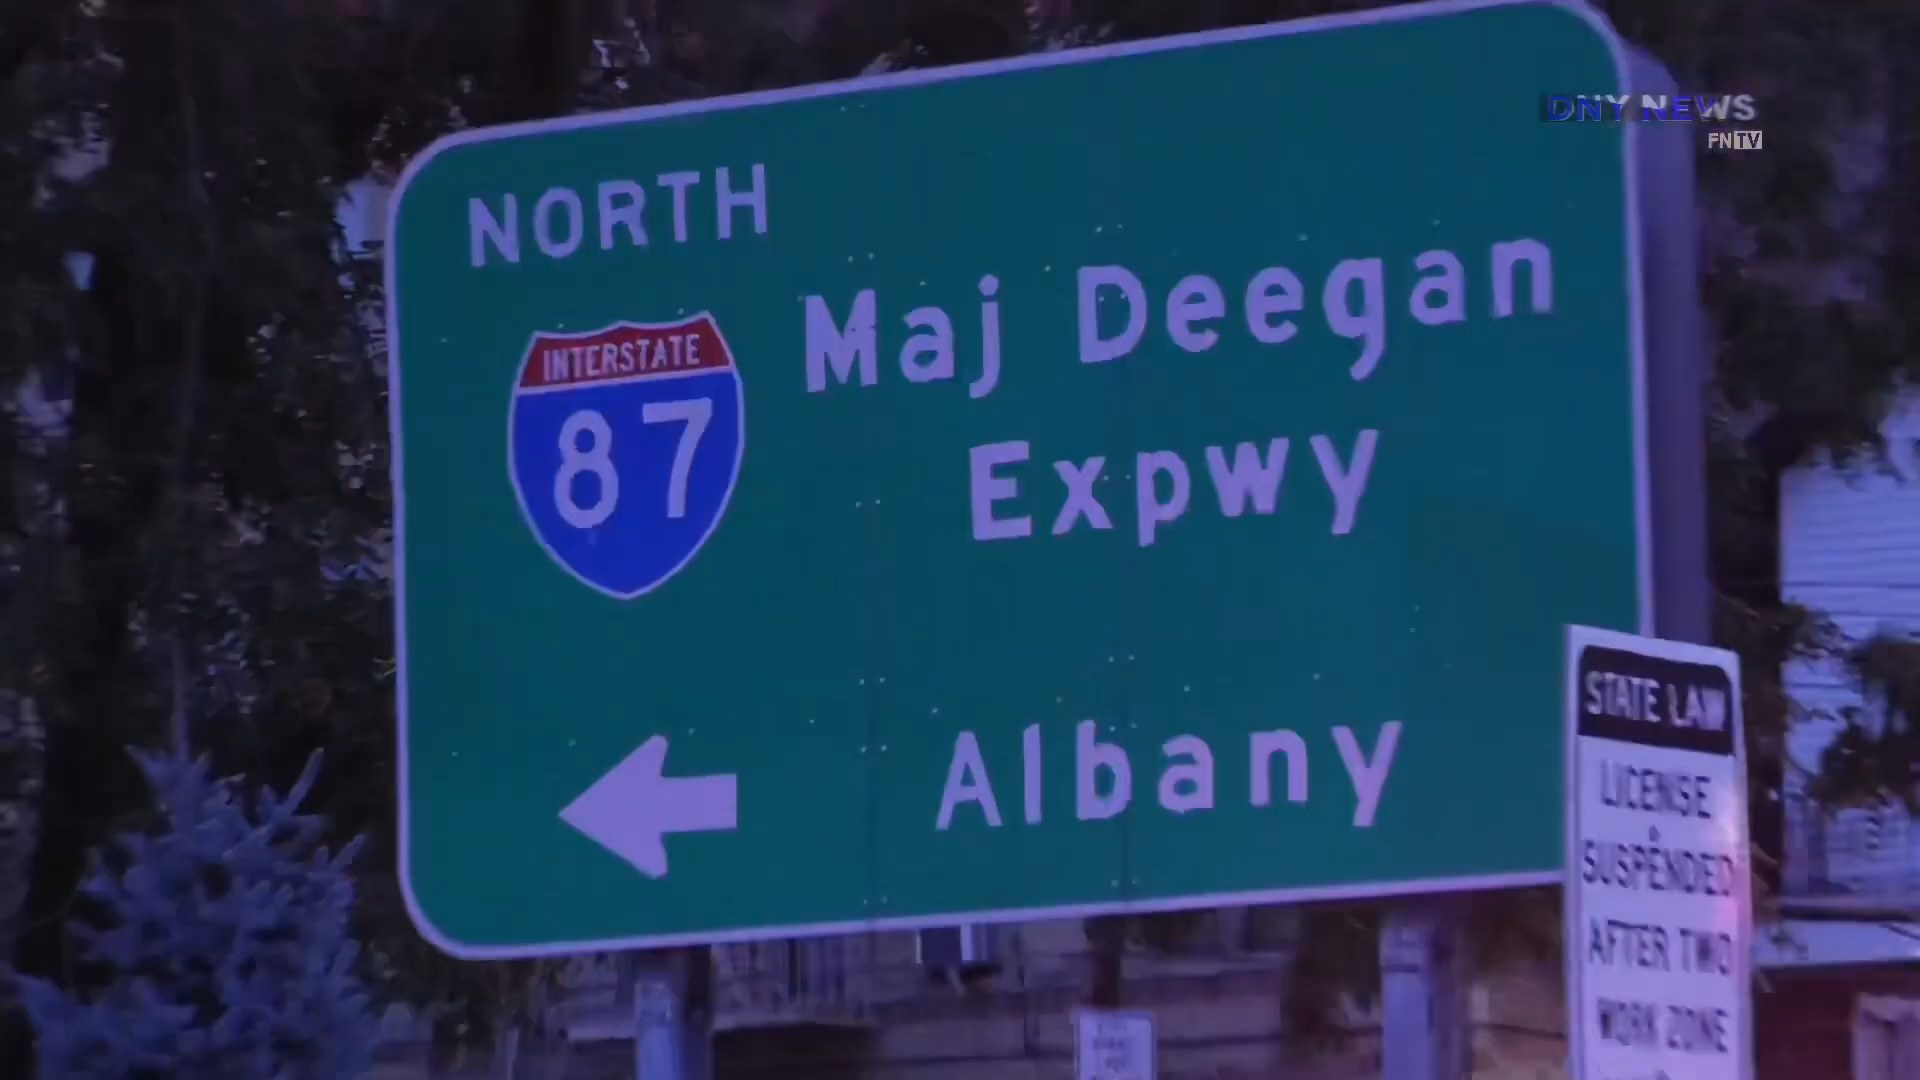 DNY NEWS
FNTV
NORTH
INTERSTATE
87
Maj Deegan
Expwy
Albany
STATE LAW
LICENSE
SUSPENDED
AFTER TWO
WORK ZONE